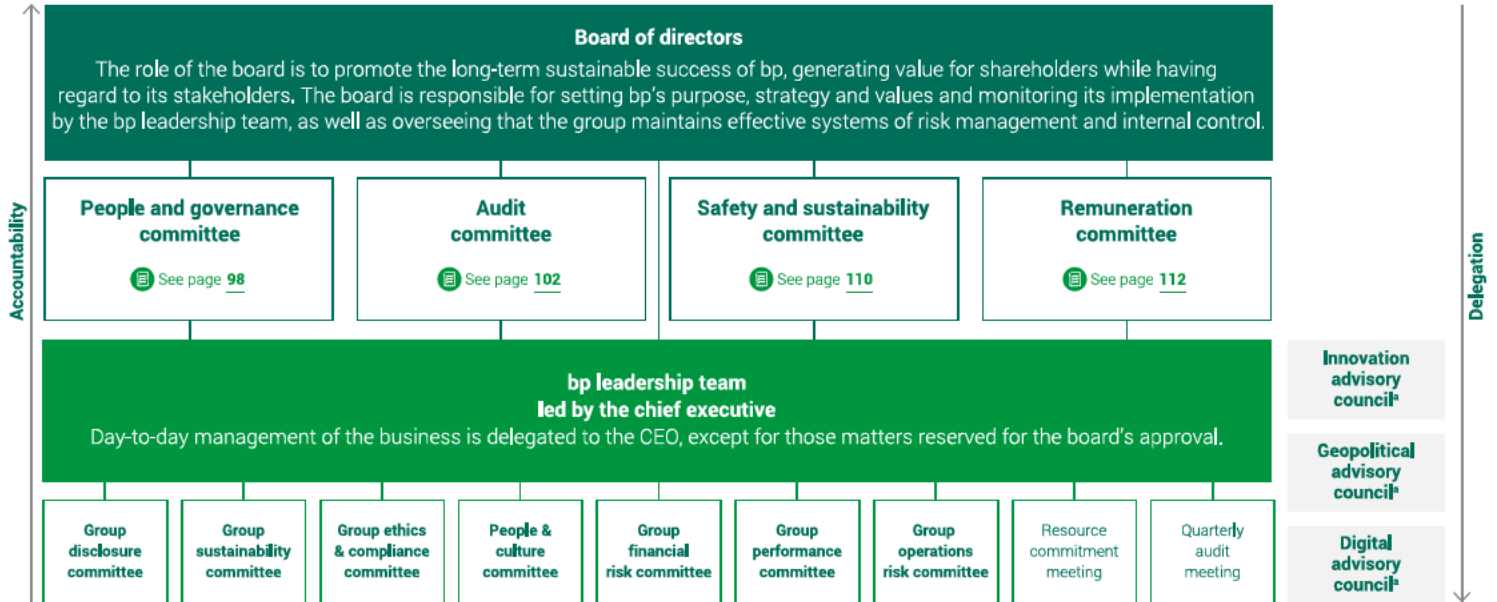 Board of directors
The role of the board is to promote the long-term sustainable success of bp, generating value for shareholders while having
regard to its stakeholders. The board is responsible for setting bp's purpose, strategy and values and monitoring its implementation
by the bp leadership team, as well as overseeing that the group maintains effective systems of risk management and internal control.
Accountability
Delegation
People and governance
committee
See page 98
Audit
committee
See page 102
Safety and sustainability
committee
See page 110
Remuneration
committee
See page 112
bp leadership team
led by the chief executive
Day-to-day management of the business is delegated to the CEO, except for those matters reserved for the board's approval.
Innovation
advisory
councilª
Geopolitical
advisory
councilª
Digital
advisory
councilª
Group
disclosure
committee
Group
sustainability
committee
Group ethics
& compliance
committee
People &
culture
committee
Group
financial
risk committee
Group
performance
committee
Group
operations
risk committee
Resource
commitment
meeting
Quarterly
audit
meeting